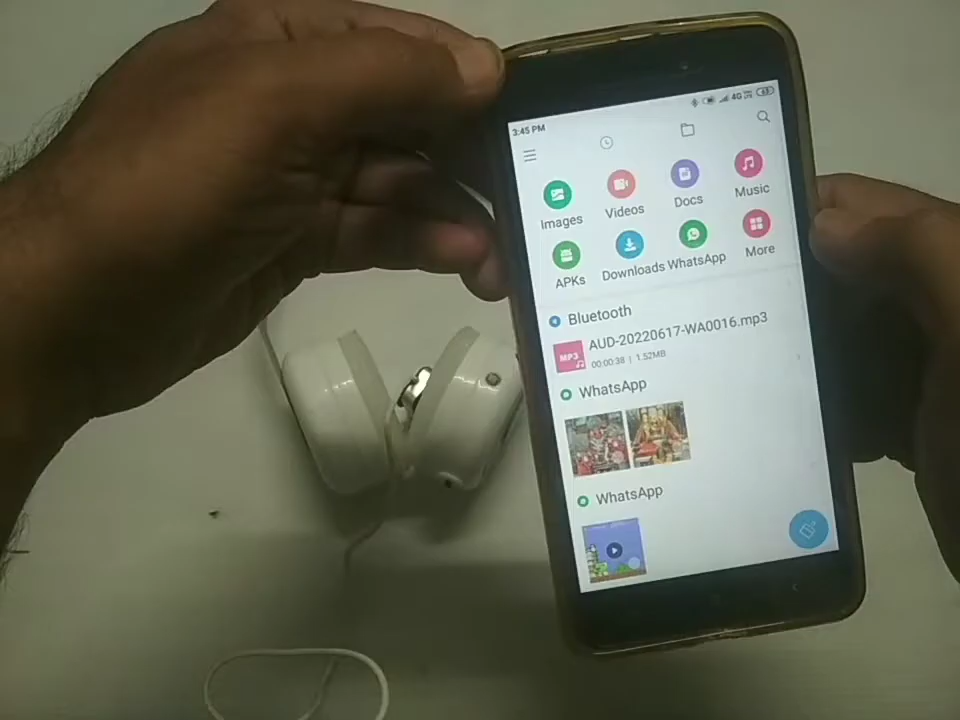 3:45 PM
4G
63
Images
Videos
Docs
Music
APKs
Downloads
WhatsApp
More
Bluetooth
MP3
AUD-20220617-WA0016.mp3
00:00:38 | 1.52MB
WhatsApp
WhatsApp